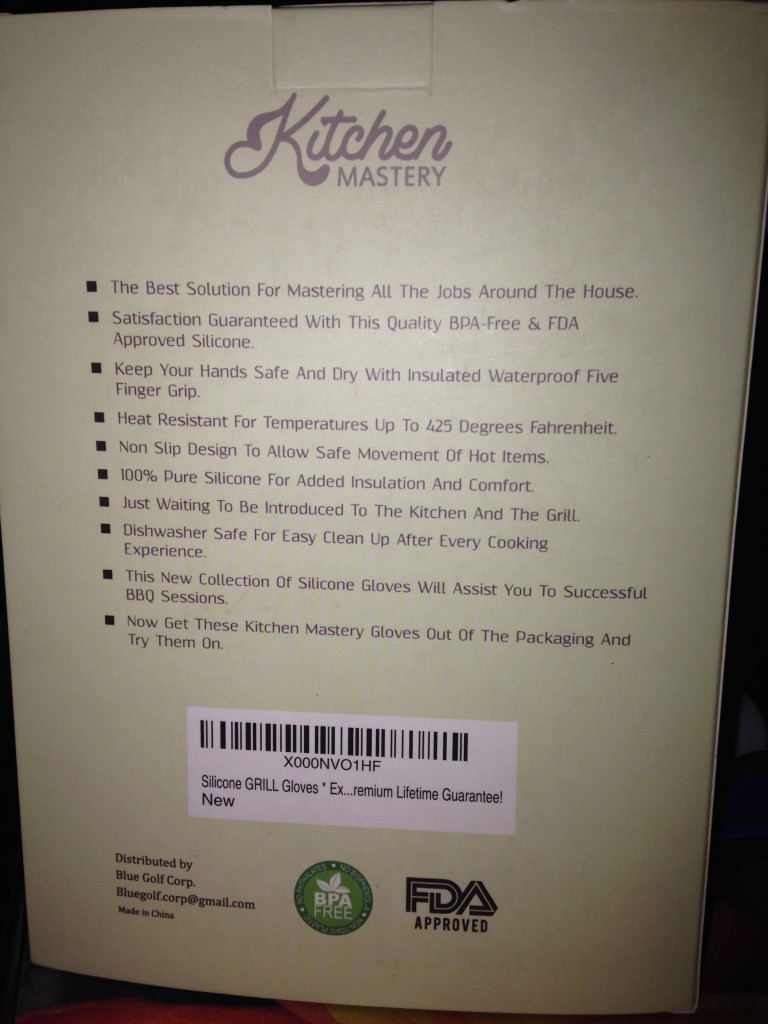 Kitchen
MASTERY
The Best Solution For Mastering All The Jobs Around The House.
Satisfaction Guaranteed With This Quality BPA-Free & FDA
Approved Silicone.
Keep Your Hands Safe And Dry With Insulated Waterproof Five
Finger Grip.
Heat Resistant For Temperatures Up To 425 Degrees Fahrenheit.
Non Slip Design To Allow Safe Movement Of Hot Items.
100% Pure Silicone For Added Insulation And Comfort.
Just Waiting To Be Introduced To The Kitchen And The Grill.
Dishwasher Safe For Easy Clean Up After Every Cooking
Experience.
This New Collection Of Silicone Gloves Will Assist You To Successful
BBQ Sessions.
Now Get These Kitchen Mastery Gloves Out Of The Packaging And
Try Them On.
X000NVO1HF
Silicone GRILL Gloves * Ex...remium Lifetime Guarantee!
New
Distributed by
Blue Golf Corp.
Bluegolf.corp@gmail.com
Made in China
NO PHTHALATES • NO BISPHENOL-A • NON-TOXIC PLASTIC
BPA
FREE
FDA
APPROVED